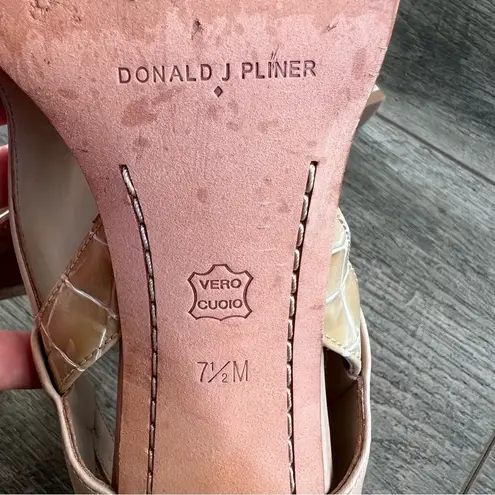 DONALD J PLINER
VERO
CUOIO
7½M